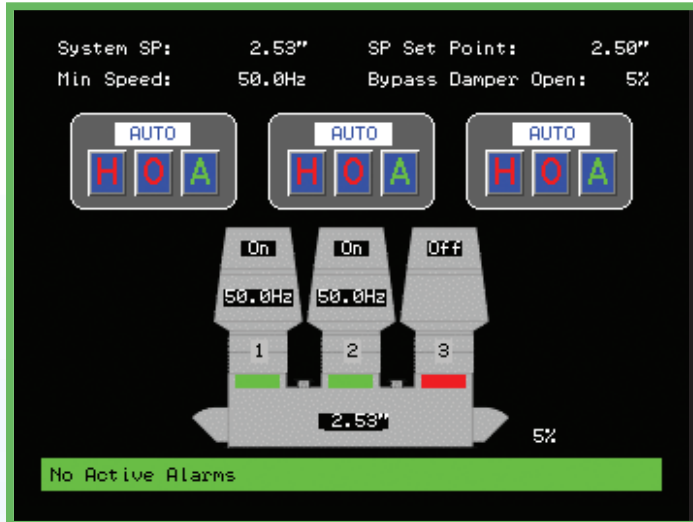 System SP: 2.53" SP Set Point: 2.50"
Min Speed: 50.0Hz Bypass Damper Open: 5%
AUTO AUTO AUTO
H O A H O A H O A
On On Off
50.0Hz 50.0Hz
1 2 3
2.53"
5%
No Active Alarms